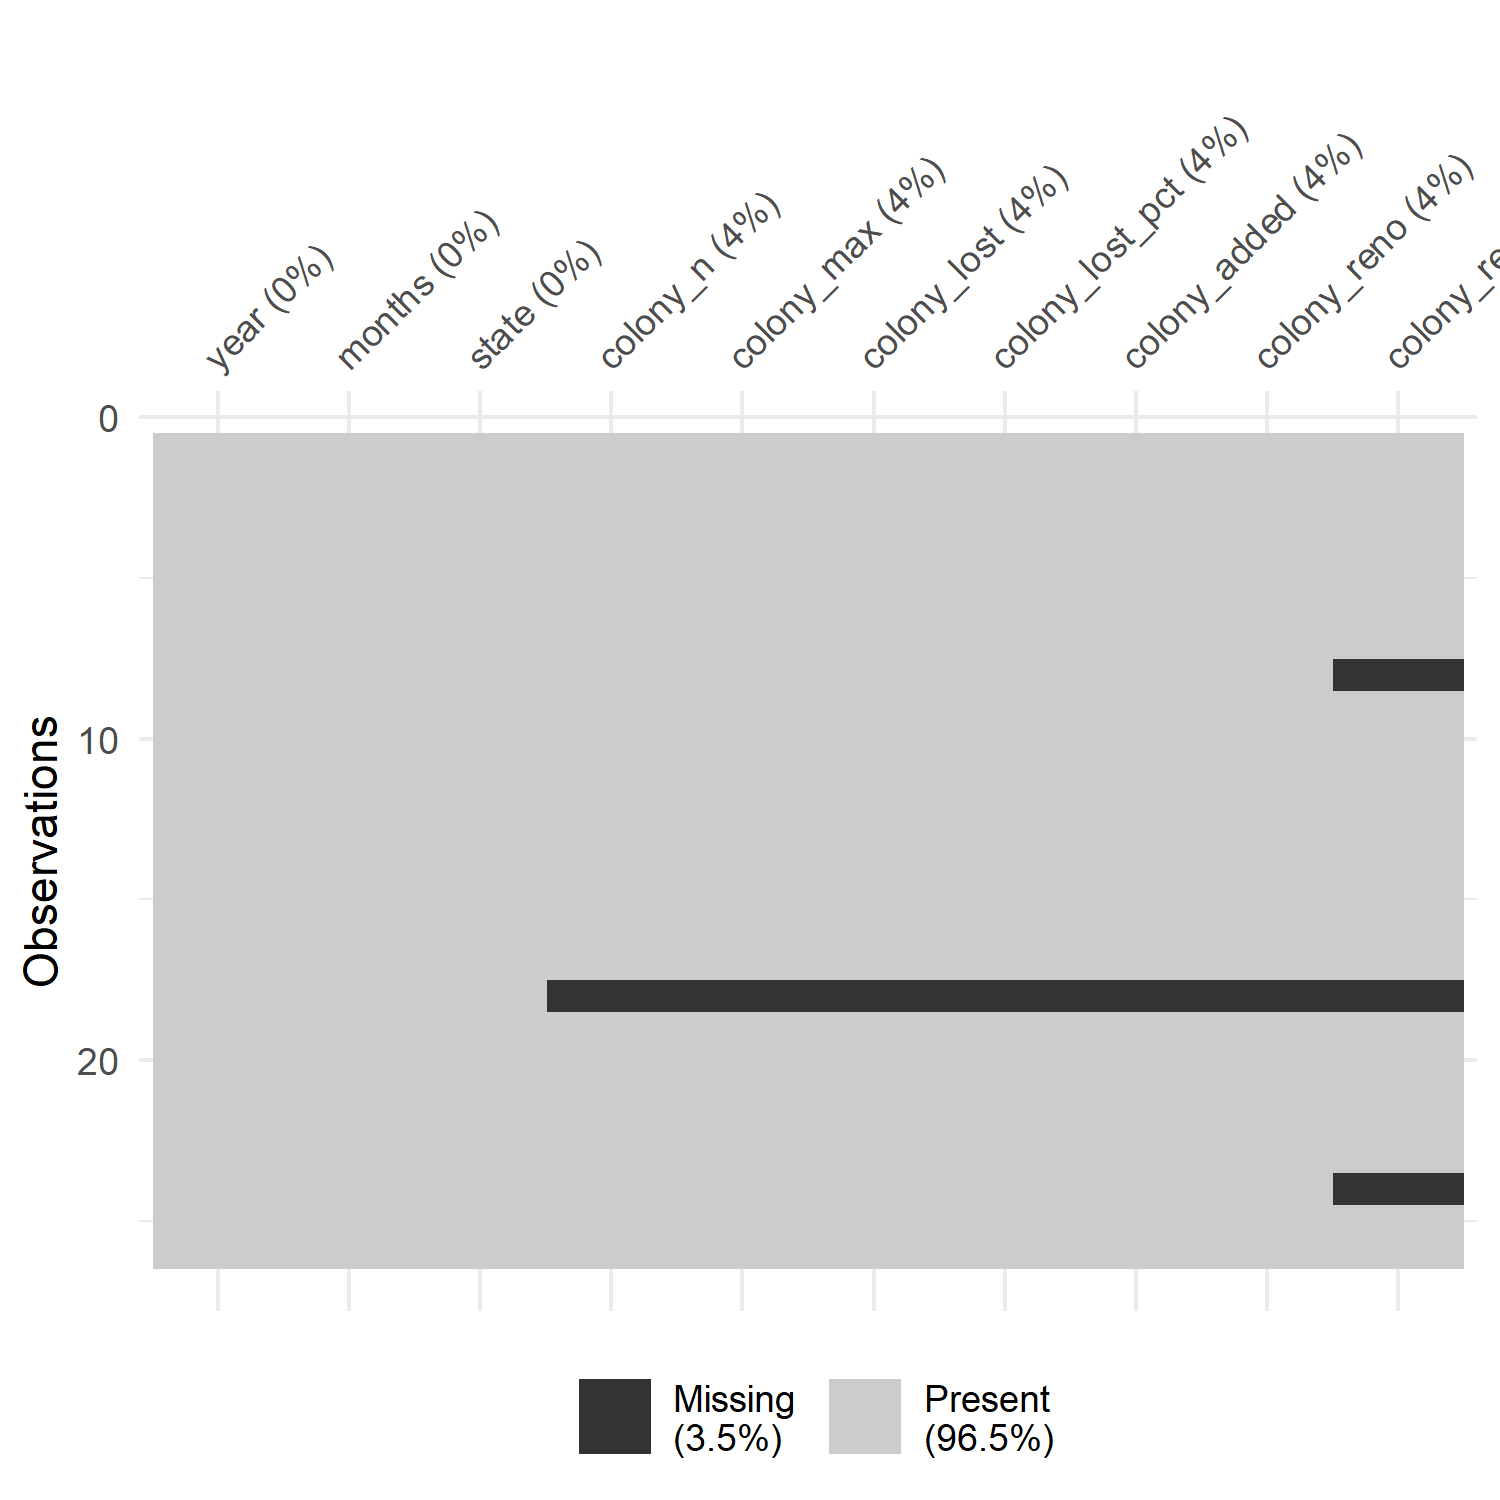 year (0%)
months (0%)
state (0%)
colony_n (4%)
colony_max (4%)
colony_lost (4%)
colony_lost_pct (4%)
colony_added (4%)
colony_reno (4%)
colony_re
0
10
20
Observations
Missing
(3.5%)
Present
(96.5%)